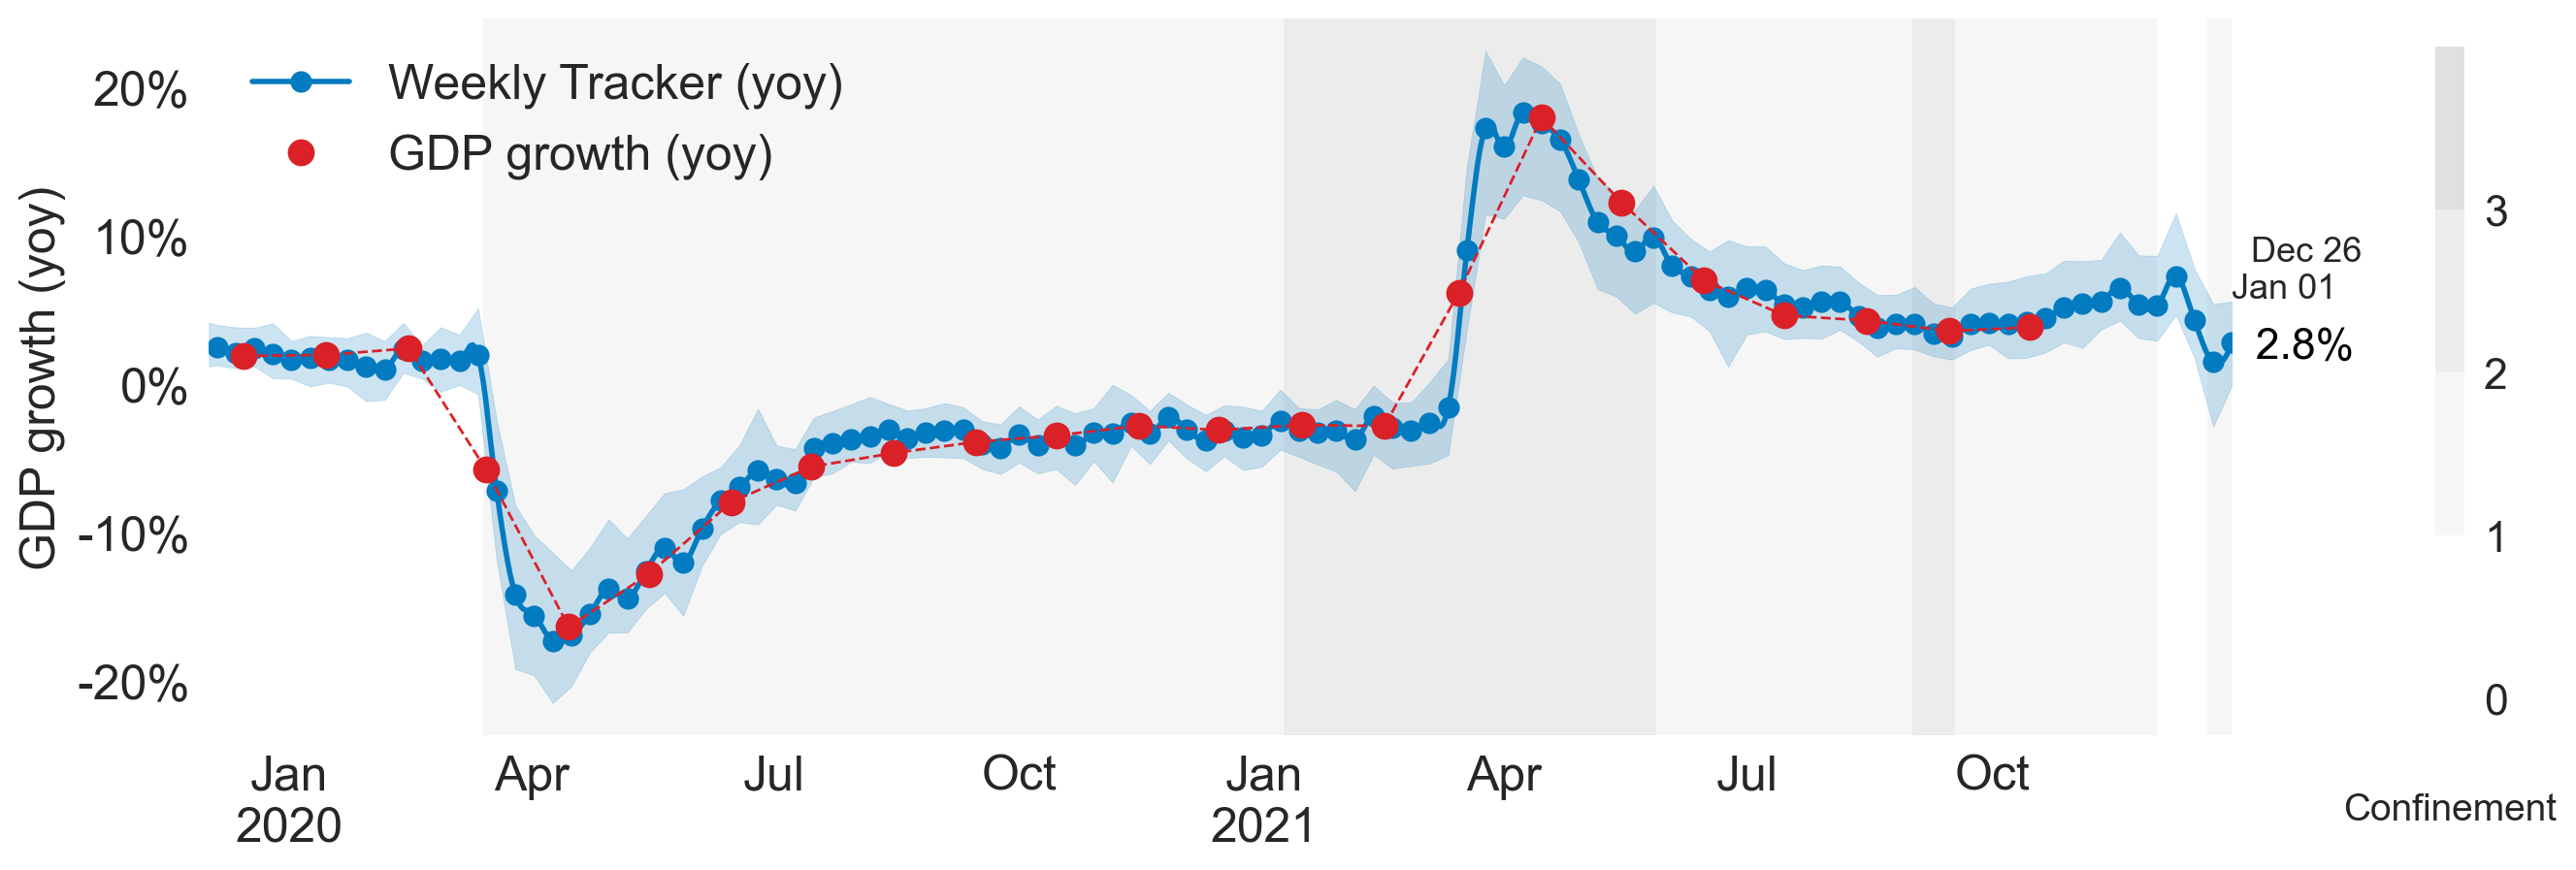 Weekly Tracker (yoy)
GDP growth (yoy)
GDP growth (yoy)
20%
10%
0%
-10%
-20%
Jan
2020
Apr
Jul
Oct
Jan
2021
Apr
Jul
Oct
Dec 26
Jan 01
2.8%
3
2
1
0
Confinement